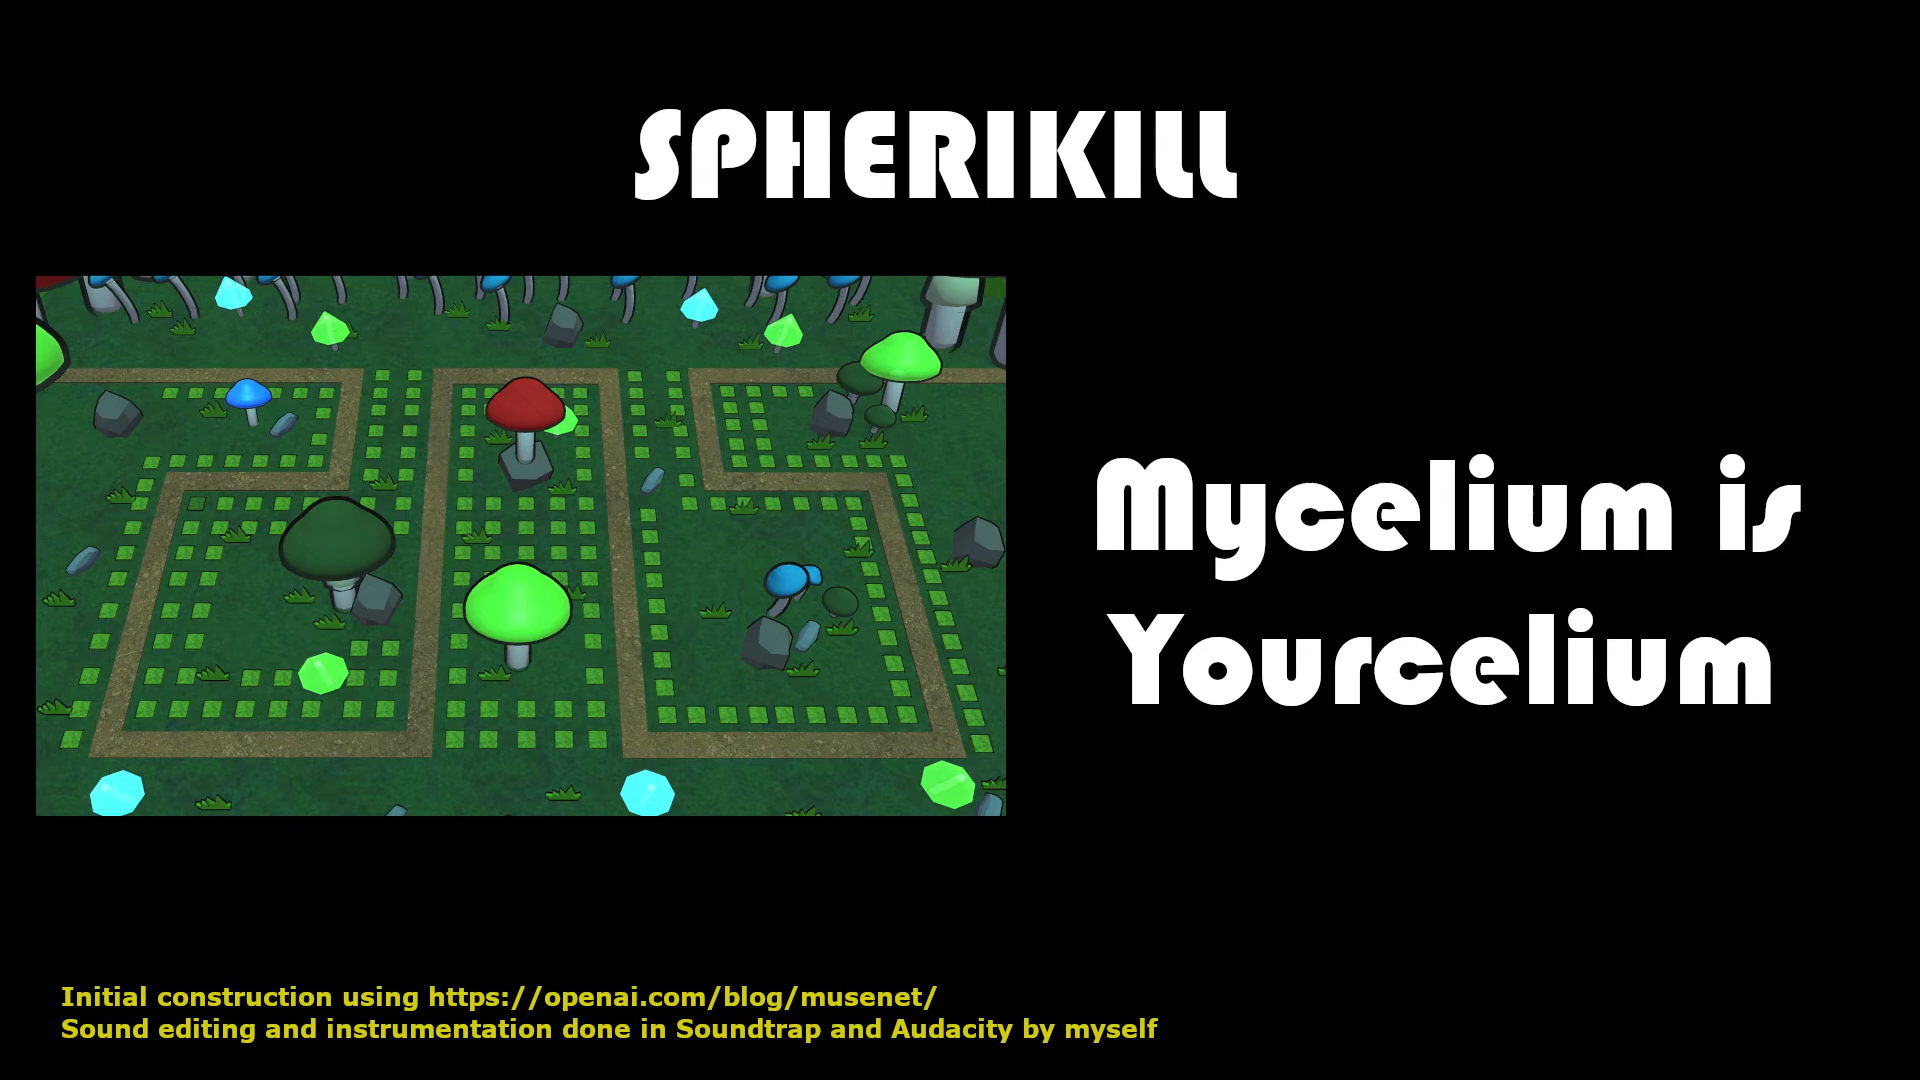 SPHERIKILL
Mycelium is
Yourcelium
Initial construction using https://openai.com/blog/musenet/
Sound editing and instrumentation done in Soundtrap and Audacity by myself